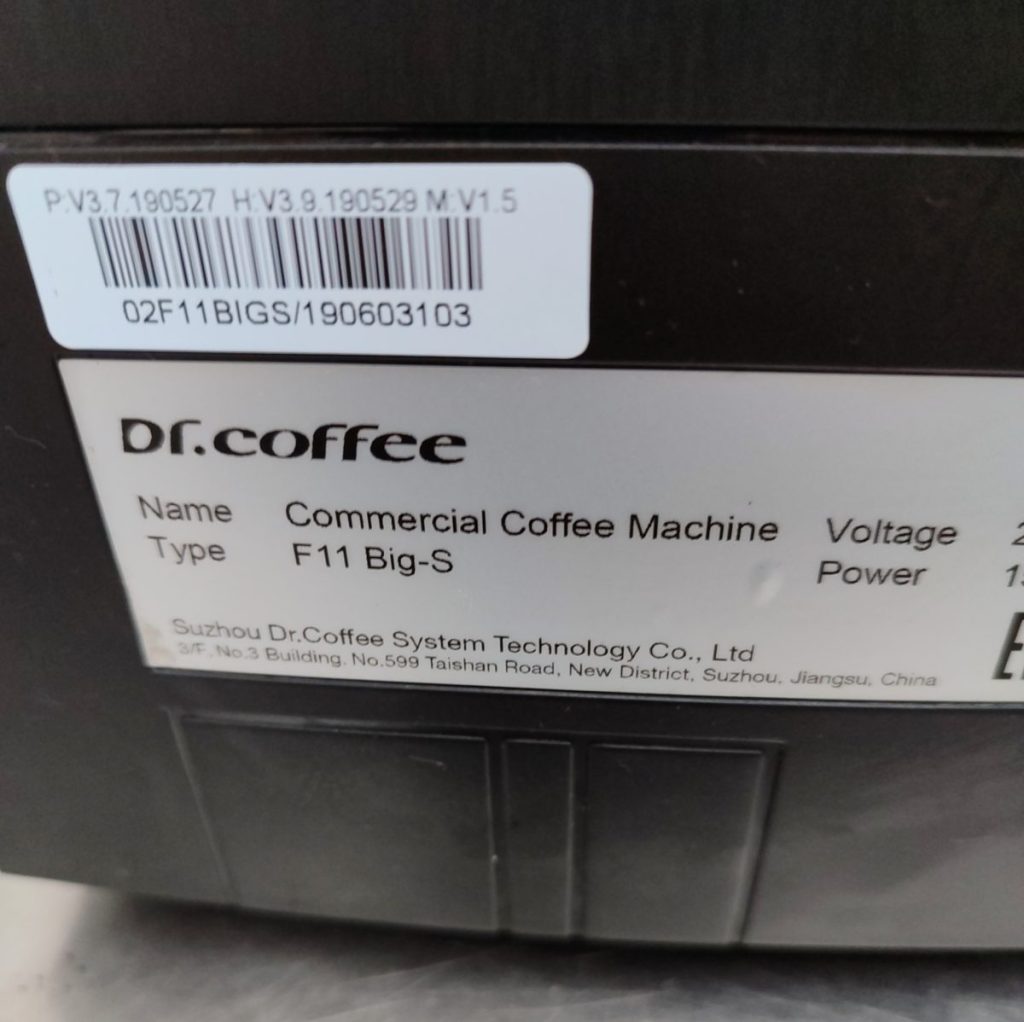 P:V3.7.190527 H:V3.9.190529 M:V1.5
02F11BIGS/190603103
Dr.coffee
Name Commercial Coffee Machine Voltage 2
Type F11 Big-S Power 1
Suzhou Dr.Coffee System Technology Co., Ltd
3/F, No.3 Building, No.599 Taishan Road, New District, Suzhou, Jiangsu, China